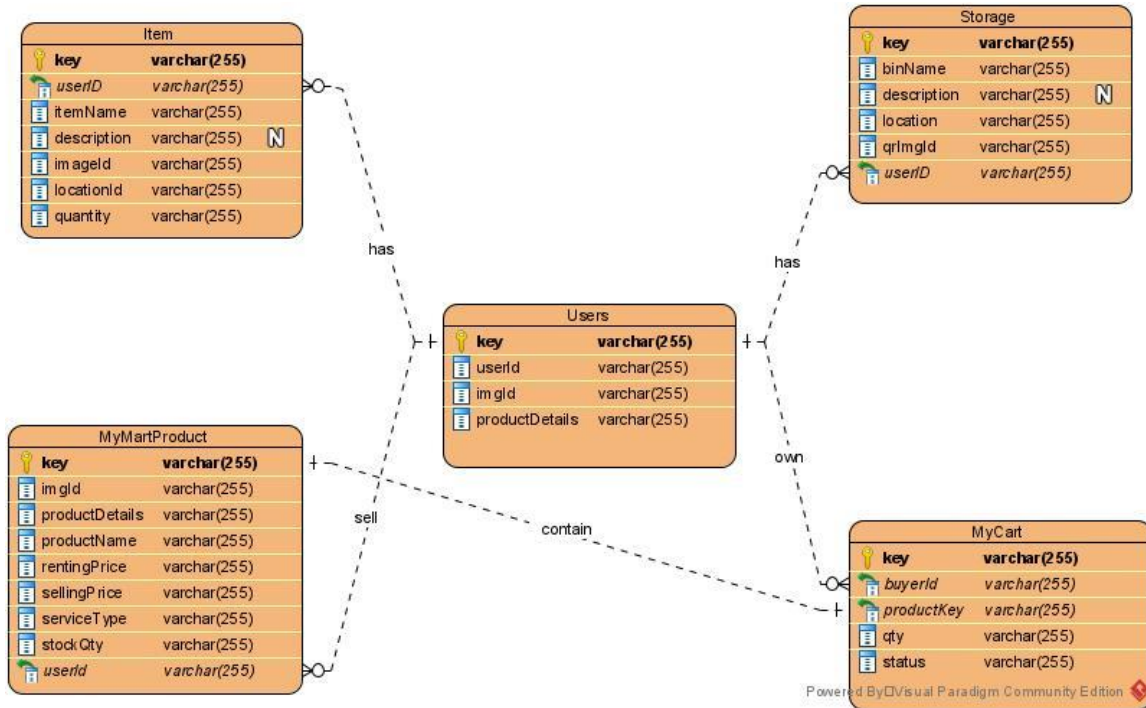 Item
key varchar(255)
userID varchar(255)
itemName varchar(255)
description varchar(255) N
imageId varchar(255)
locationId varchar(255)
quantity varchar(255)
Storage
key varchar(255)
binName varchar(255)
description varchar(255) N
location varchar(255)
qrImgId varchar(255)
userID varchar(255)
has
has
Users
key varchar(255)
userId varchar(255)
imgId varchar(255)
productDetails varchar(255)
MyMartProduct
key varchar(255)
imgId varchar(255)
productDetails varchar(255)
productName varchar(255)
rentingPrice varchar(255)
sellingPrice varchar(255)
serviceType varchar(255)
stockQty varchar(255)
userId varchar(255)
sell
contain
own
MyCart
key varchar(255)
buyerId varchar(255)
productKey varchar(255)
qty varchar(255)
status varchar(255)
Powered By□Visual Paradigm Community Edition